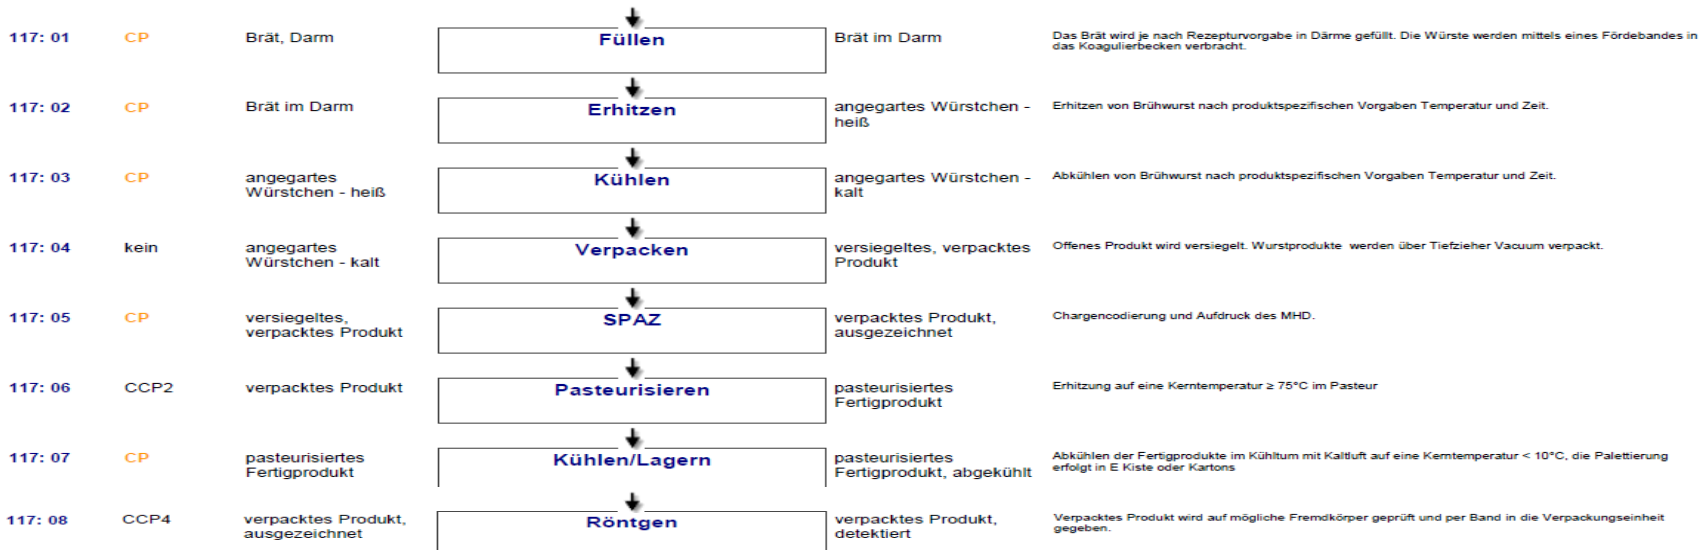 117: 01 CP Brät, Darm Füllen Brät im Darm Das Brät wird je nach Rezepturvorgabe in Därme gefüllt. Die Würste werden mittels eines Fördebandes in
das Koagulierbecken verbracht.
117: 02 CP Brät im Darm Erhitzen angegartes Würstchen - Erhitzen von Brühwurst nach produktspezifischen Vorgaben Temperatur und Zeit.
heiß
117: 03 CP angegartes Kühlen angegartes Würstchen - Abkühlen von Brühwurst nach produktspezifischen Vorgaben Temperatur und Zeit.
Würstchen - heiß kalt
117: 04 kein angegartes Verpacken versiegeltes, verpacktes Offenes Produkt wird versiegelt. Wurstprodukte werden über Tiefzieher Vacuum verpackt.
Würstchen - kalt Produkt
117: 05 CP versiegeltes, SPAZ verpacktes Produkt, Chargencodierung und Aufdruck des MHD.
verpacktes Produkt ausgezeichnet
117: 06 CCP2 verpacktes Produkt Pasteurisieren pasteurisiertes Erhitzung auf eine Kerntemperatur ≥ 75°C im Pasteur
Fertigprodukt
117: 07 CP pasteurisiertes Kühlen/Lagern pasteurisiertes Abkühlen der Fertigprodukte im Kühltum mit Kaltluft auf eine Kerntemperatur < 10°C, die Palettierung
Fertigprodukt Fertigprodukt, abgekühlt erfolgt in E Kiste oder Kartons
117: 08 CCP4 verpacktes Produkt, Röntgen verpacktes Produkt, Verpacktes Produkt wird auf mögliche Fremdkörper geprüft und per Band in die Verpackungseinheit
ausgezeichnet detektiert gegeben.